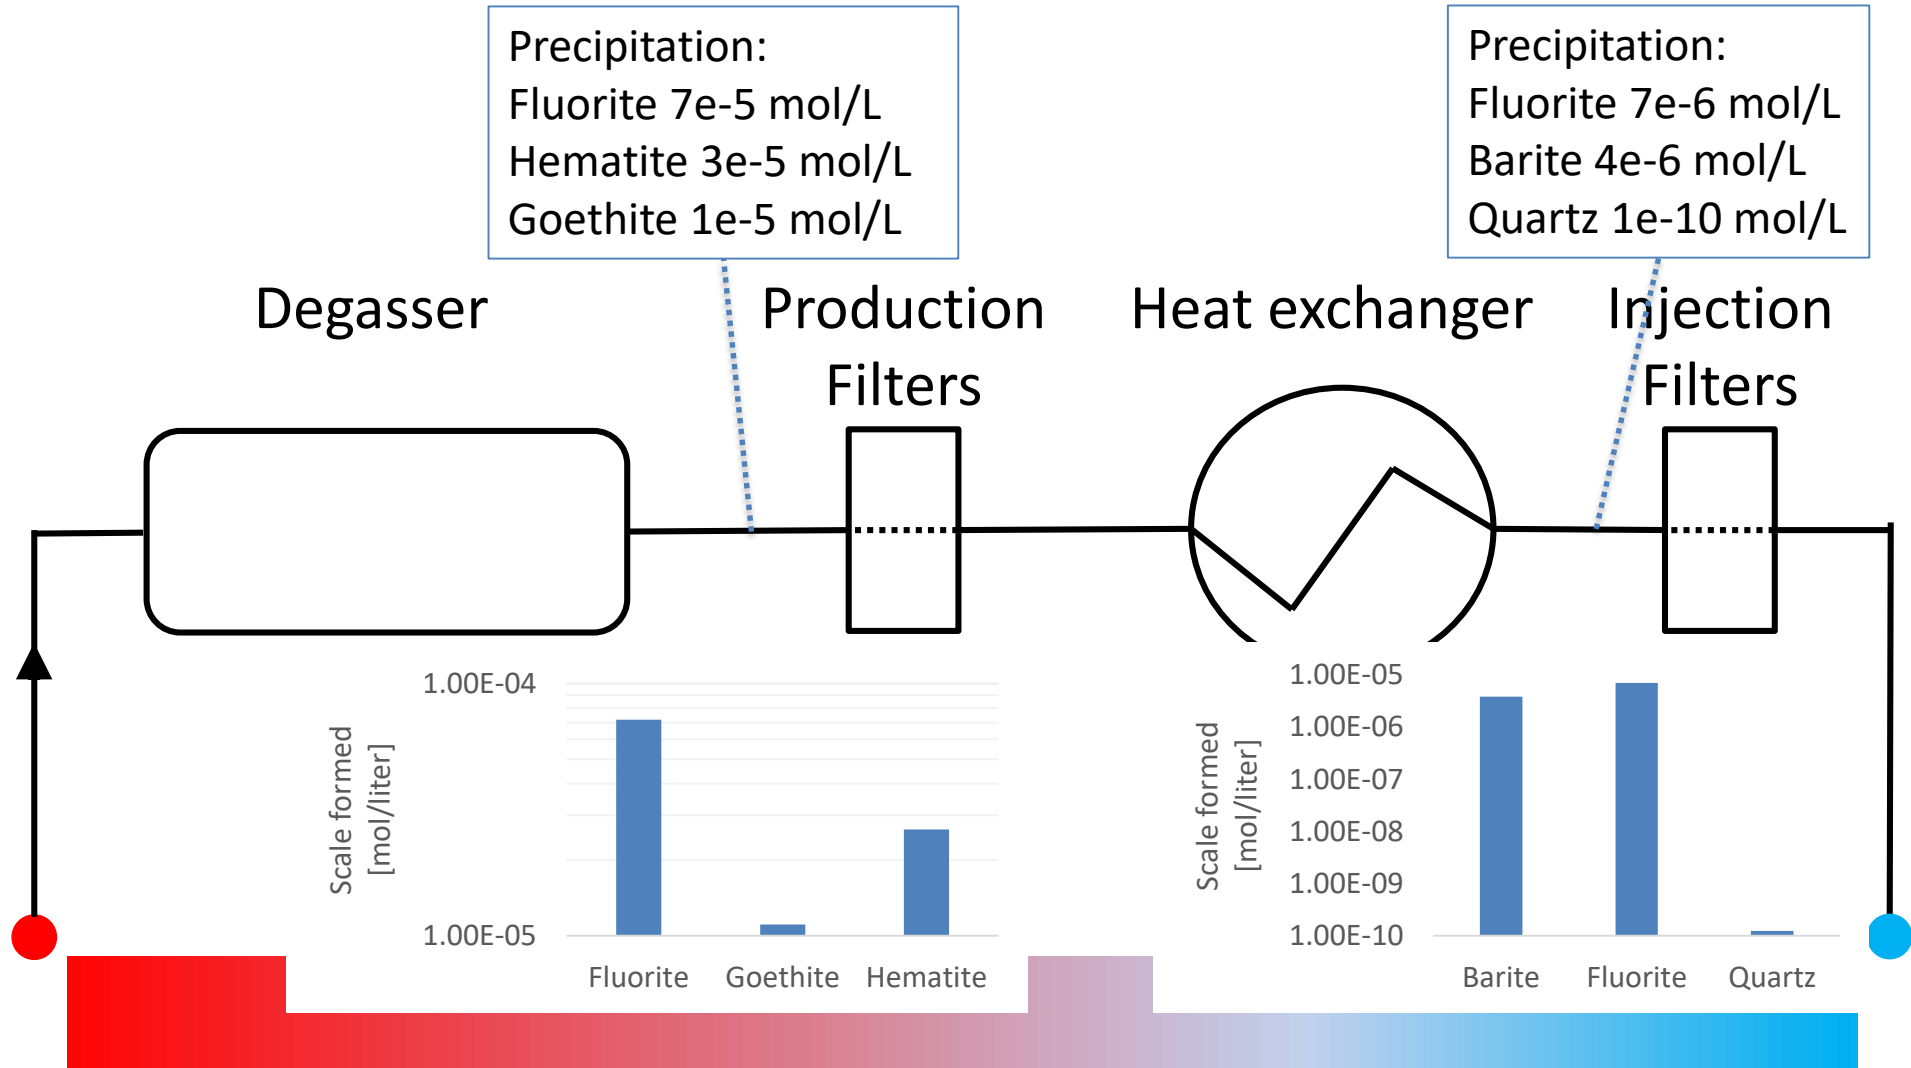 Precipitation:
Fluorite 7e-5 mol/L
Hematite 3e-5 mol/L
Goethite 1e-5 mol/L
Precipitation:
Fluorite 7e-6 mol/L
Barite 4e-6 mol/L
Quartz 1e-10 mol/L
Degasser
Production
Filters
Heat exchanger
Injection
Filters
Scale formed
[mol/liter]
1.00E-04
1.00E-05
Fluorite
Goethite
Hematite
Scale formed
[mol/liter]
1.00E-05
1.00E-06
1.00E-07
1.00E-08
1.00E-09
1.00E-10
Barite
Fluorite
Quartz